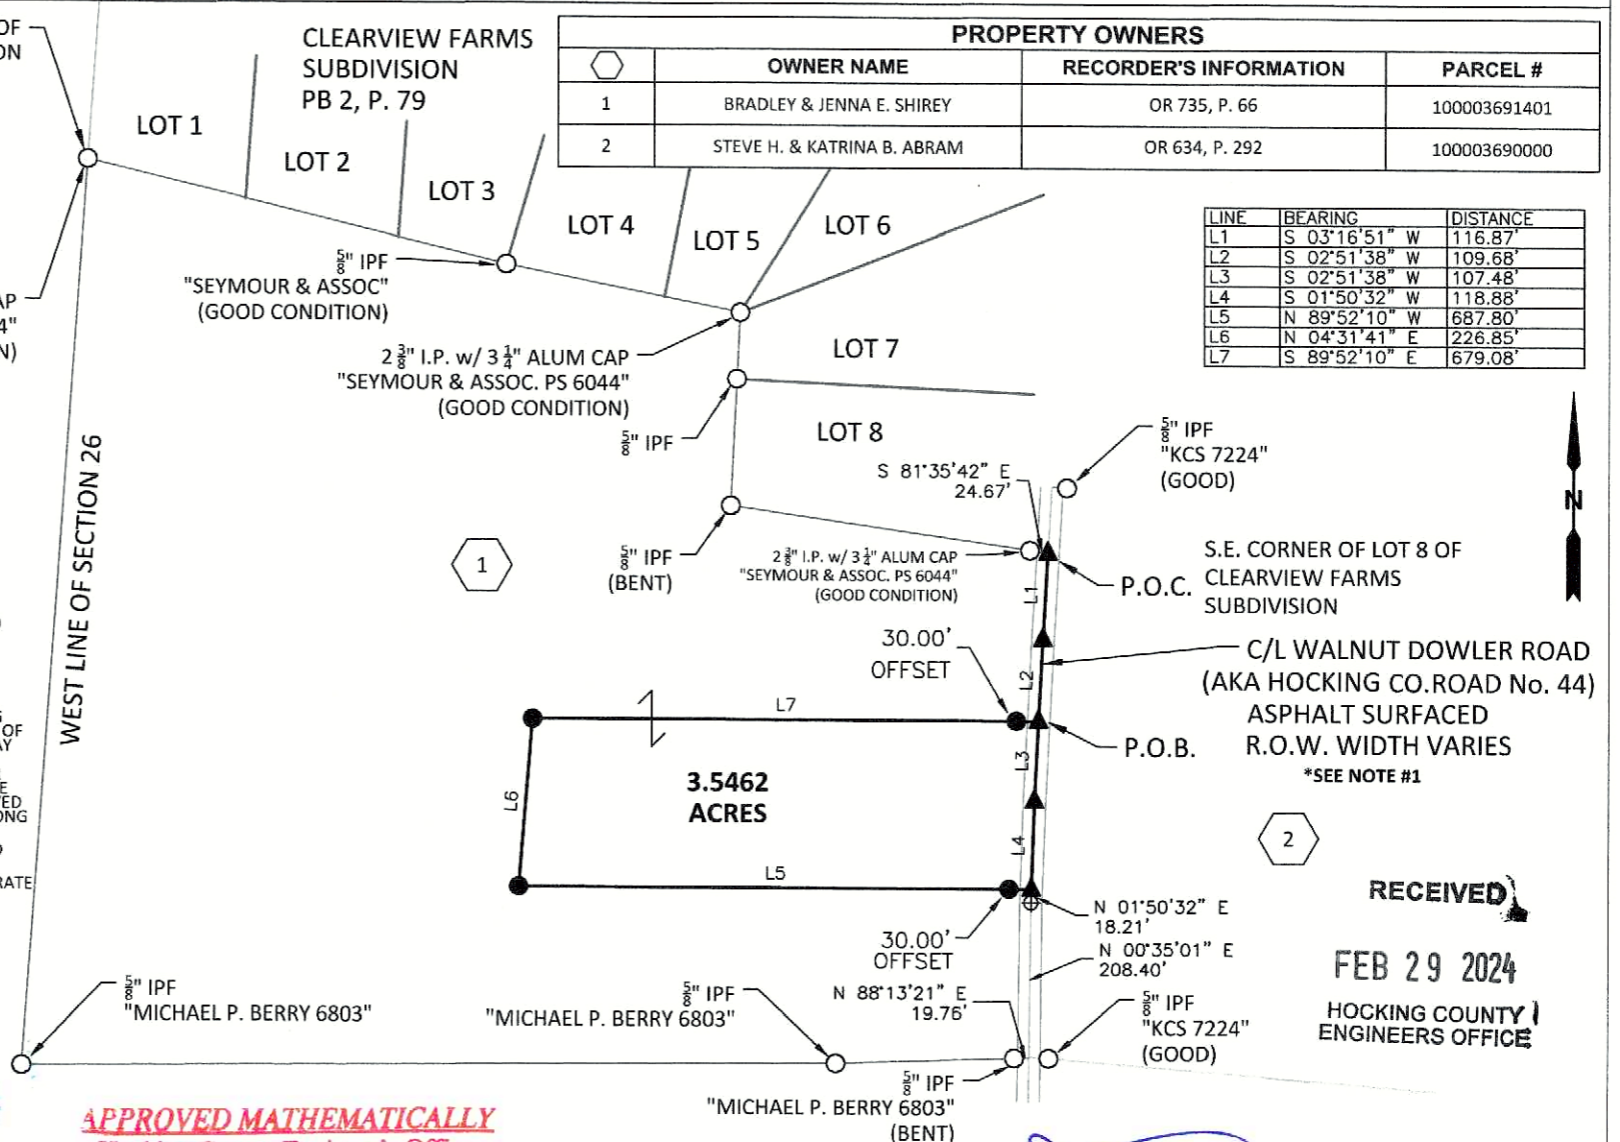 OF
ON
CLEARVIEW FARMS
SUBDIVISION
PB 2, P. 79
PROPERTY OWNERS
OWNER NAME RECORDER'S INFORMATION PARCEL #
1 BRADLEY & JENNA E. SHIREY OR 735, P. 66 100003691401
2 STEVE H. & KATRINA B. ABRAM OR 634, P. 292 100003690000
LOT 1
LOT 2
LOT 3
LOT 4
LOT 5
LOT 6
LINE BEARING DISTANCE
L1 S 03°16'51" W 116.87'
L2 S 02°51'38" W 109.68'
L3 S 02°51'38" W 107.48'
L4 S 01°50'32" W 118.88'
L5 N 89°52'10" W 687.80'
L6 N 04°31'41" E 226.85'
L7 S 89°52'10" E 679.08'
5/8" IPF
"SEYMOUR & ASSOC"
(GOOD CONDITION)
AP
4"
N)
2 3/8" I.P. w/ 3 1/4" ALUM CAP
"SEYMOUR & ASSOC. PS 6044"
(GOOD CONDITION)
LOT 7
5/8" IPF
LOT 8
S 81°35'42" E
24.67'
5/8" IPF
"KCS 7224"
(GOOD)
N
WEST LINE OF SECTION 26
1
5/8" IPF
(BENT)
2 3/8" I.P. w/ 3 1/4" ALUM CAP
"SEYMOUR & ASSOC. PS 6044"
(GOOD CONDITION)
L1
P.O.C.
S.E. CORNER OF LOT 8 OF
CLEARVIEW FARMS
SUBDIVISION
30.00'
OFFSET
L2
C/L WALNUT DOWLER ROAD
(AKA HOCKING CO.ROAD No. 44)
ASPHALT SURFACED
R.O.W. WIDTH VARIES
*SEE NOTE #1
L7
P.O.B.
L3
3.5462
ACRES
L6
L4
L5
2
OF
AY
E
VED
ONG
RATE
30.00'
OFFSET
N 01°50'32" E
18.21'
N 00°35'01" E
208.40'
N 88°13'21" E
19.76'
RECEIVED
FEB 29 2024
HOCKING COUNTY
ENGINEERS OFFICE
5/8" IPF
"MICHAEL P. BERRY 6803"
5/8" IPF
"MICHAEL P. BERRY 6803"
5/8" IPF
"KCS 7224"
(GOOD)
5/8" IPF
"MICHAEL P. BERRY 6803"
(BENT)
APPROVED MATHEMATICALLY